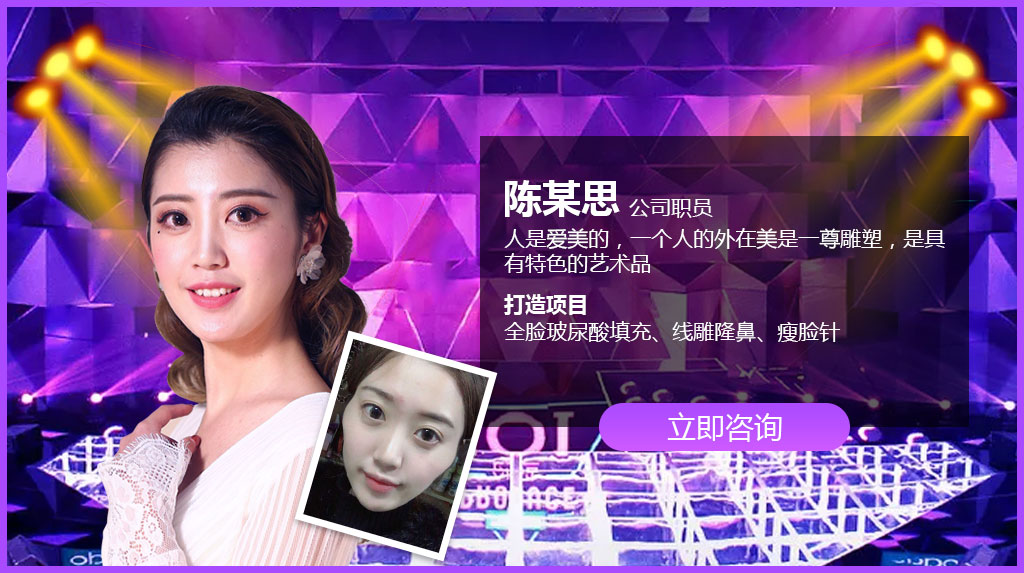 陈某思 公司职员
人是爱美的，一个人的外在美是一尊雕塑，是具
有特色的艺术品
打造项目
全脸玻尿酸填充、线雕隆鼻、瘦脸针
立即咨询